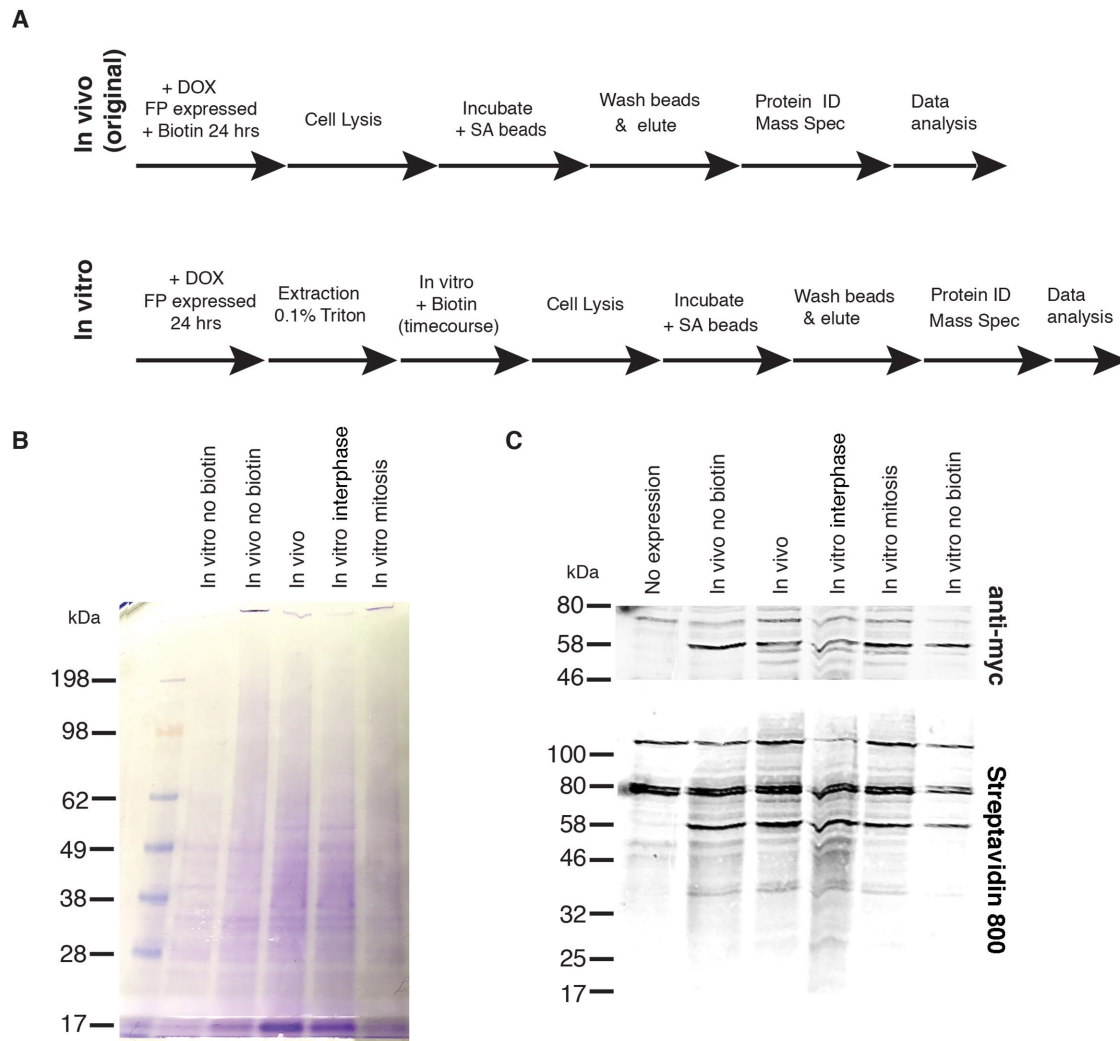 A
In vivo
(original)
+ DOX
FP expressed
+ Biotin 24 hrs
Cell Lysis
Incubate
+ SA beads
Wash beads
& elute
Protein ID
Mass Spec
Data
analysis
In vitro
+ DOX
FP expressed
24 hrs
Extraction
0.1% Triton
In vitro
+ Biotin
(timecourse)
Cell Lysis
Incubate
+ SA beads
Wash beads
& elute
Protein ID
Mass Spec
Data
analysis
B
In vitro no biotin
In vivo no biotin
In vivo
In vitro interphase
In vitro mitosis
kDa
198
98
62
49
38
28
17
C
No expression
In vivo no biotin
In vivo
In vitro interphase
In vitro mitosis
In vitro no biotin
kDa
80
58
46
anti-myc
100
80
58
46
32
25
17
Streptavidin 800